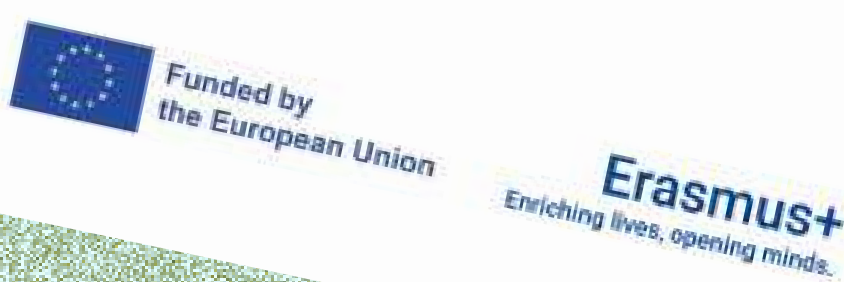 Funded by
the European Union
Erasmus+
Enriching lives, opening minds.